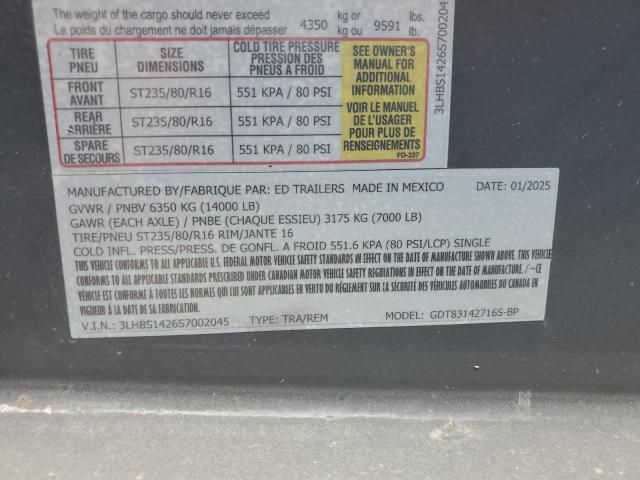 The weight of the cargo should never exceed
Le poids du chargement ne doit jamais dépasser
4350 kg or kg ou 9591 lbs. lb.
TIRE PNEU
SIZE DIMENSIONS
COLD TIRE PRESSURE
PRESSION DES
PNEUS A FROID
SEE OWNER'S
MANUAL FOR
ADDITIONAL
INFORMATION
VOIR LE MANUEL
DE L'USAGER
POUR PLUS DE
RENSEIGNEMENTS
FD-337
FRONT AVANT
ST235/80/R16
551 KPA / 80 PSI
REAR ARRIÈRE
ST235/80/R16
551 KPA / 80 PSI
SPARE DE SECOURS
ST235/80/R16
551 KPA / 80 PSI
3LHBS1426S7002045
MANUFACTURED BY/FABRIQUE PAR: ED TRAILERS MADE IN MEXICO DATE: 01/2025
GVWR / PNBV 6350 KG (14000 LB)
GAWR (EACH AXLE) / PNBE (CHAQUE ESSIEU) 3175 KG (7000 LB)
TIRE/PNEU ST235/80/R16 RIM/JANTE 16
COLD INFL. PRESS/PRESS. DE GONFL. A FROID 551.6 KPA (80 PSI/LCP) SINGLE
THIS VEHICLE CONFORMS TO ALL APPLICABLE U.S. FEDERAL MOTOR VEHICLE SAFETY STANDARDS IN EFFECT ON THE DATE OF MANUFACTURE SHOWN ABOVE. THIS VEHICLE CONFORMS TO ALL
APPLICABLE STANDARDS PRESCRIBED UNDER CANADIAN MOTOR VEHICLE SAFETY REGULATIONS IN EFFECT ON THE DATE OF MANUFACTURE / -CE
VÉHICULE EST CONFORME À TOUTES LES NORMES QUI LUI SONT APPLICABLES EN VERTU DU RÈGLEMENT SUR LA SÉCURITÉ DES VÉHICULES AUTOMOBILES DU CANADA EN
VIGUEUR À LA DATE DE SA FABRICATION.
V.I.N.: 3LHBS1426S7002045 TYPE: TRA/REM MODEL: GDT83142716S-BP